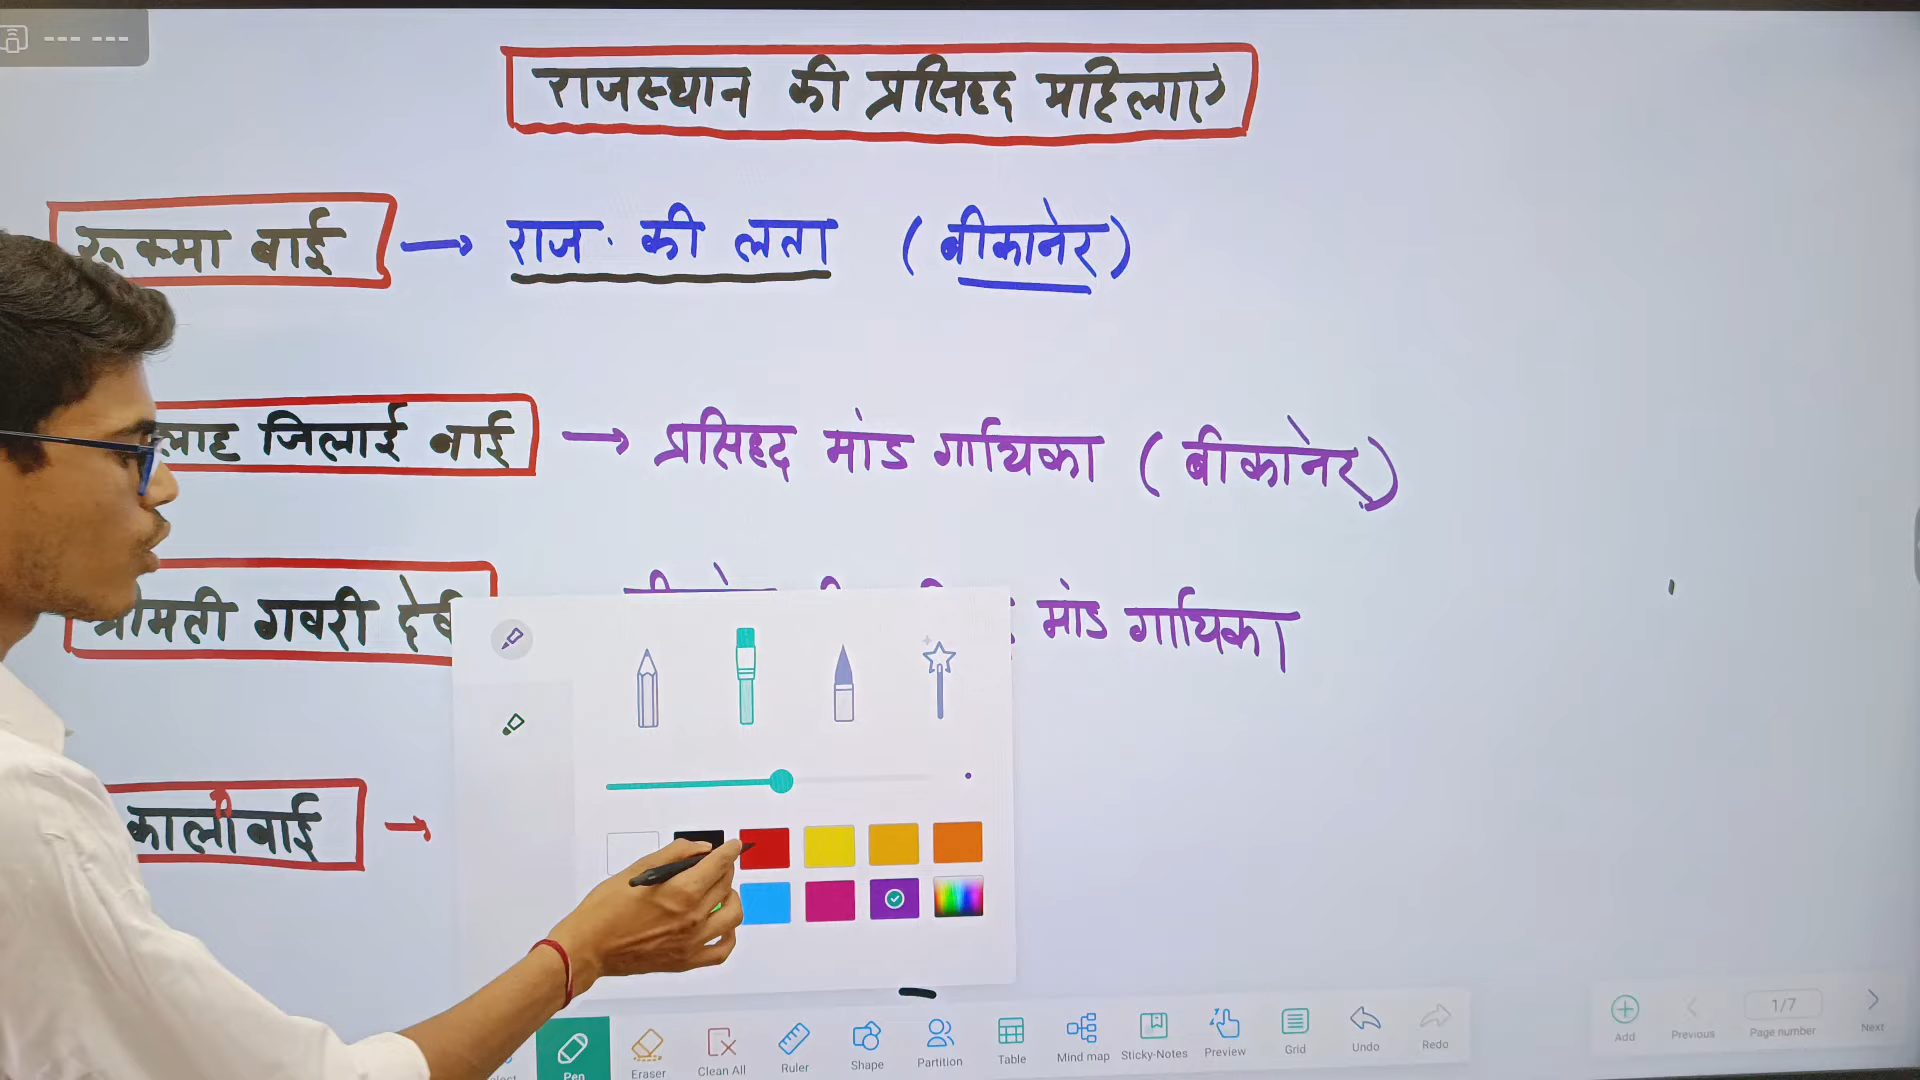 राजस्थान की प्रसिद्द महिलाए
रूकमा बाई → राज. की लता (बीकानेर)
जिलाई बाई → प्रसिद्द मांड गायिका (बीकानेर)
गवरी मांड गायिका
कालीबाई →
Pen
Eraser
Clean All
Ruler
Shape
Partition
Table
Mind map
Sticky-Notes
Preview
Grid
Undo
Redo
Add
Previous
1/7
Page number
Next